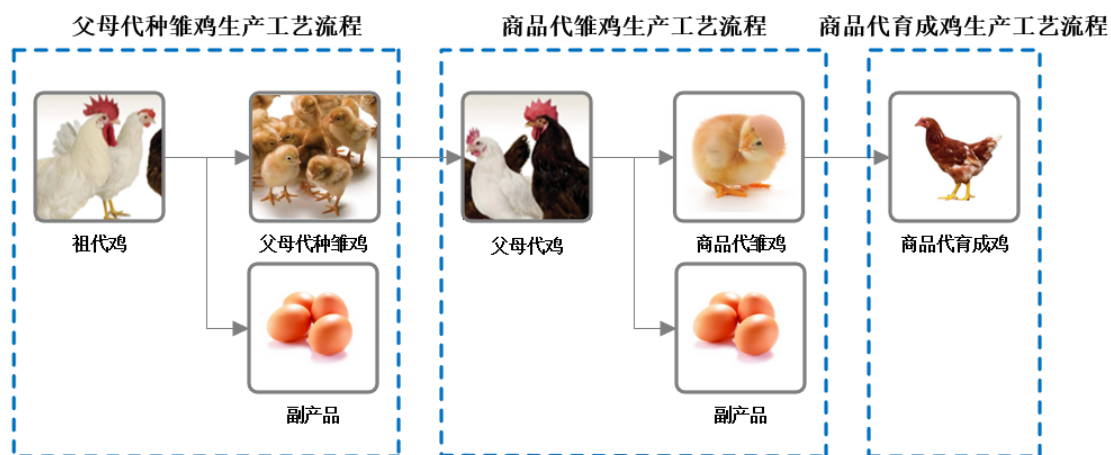 父母代种雏鸡生产工艺流程
商品代雏鸡生产工艺流程
商品代育成鸡生产工艺流程
祖代鸡
父母代种雏鸡
父母代鸡
商品代雏鸡
商品代育成鸡
副产品
副产品